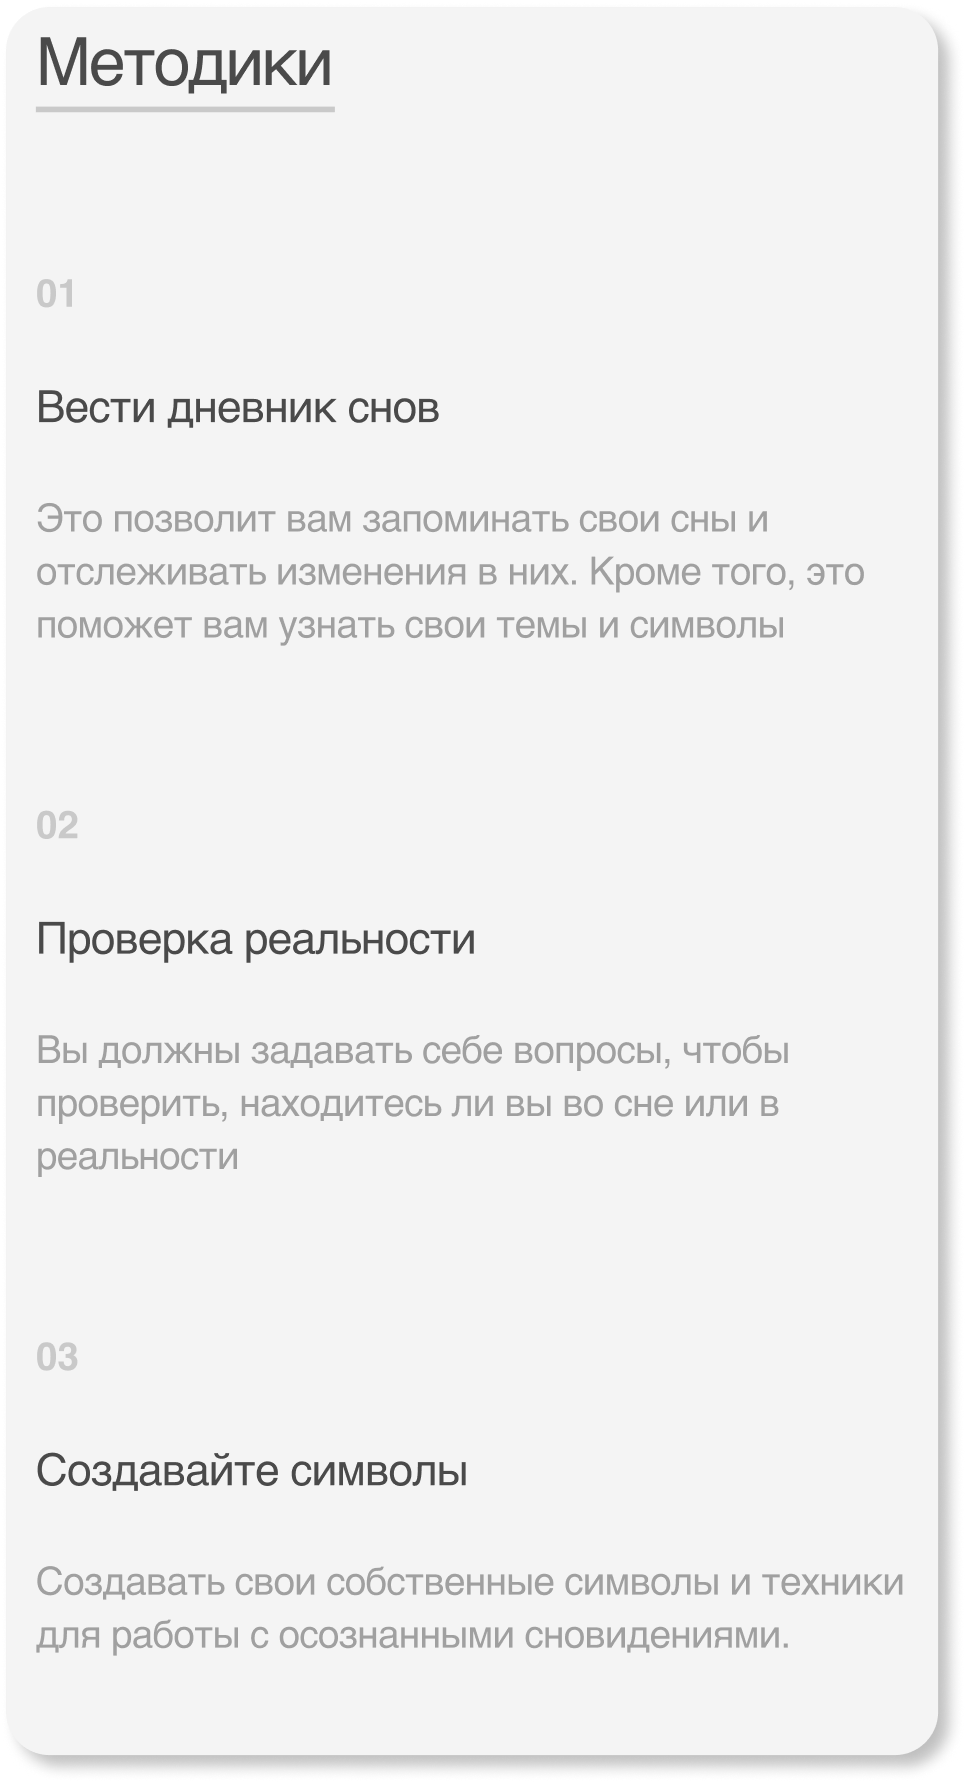 Методики
01
Вести дневник снов
Это позволит вам запоминать свои сны и
отслеживать изменения в них. Кроме того, это
поможет вам узнать свои темы и символы
02
Проверка реальности
Вы должны задавать себе вопросы, чтобы
проверить, находитесь ли вы во сне или в
реальности
03
Создавайте символы
Создавать свои собственные символы и техники
для работы с осознанными сновидениями.